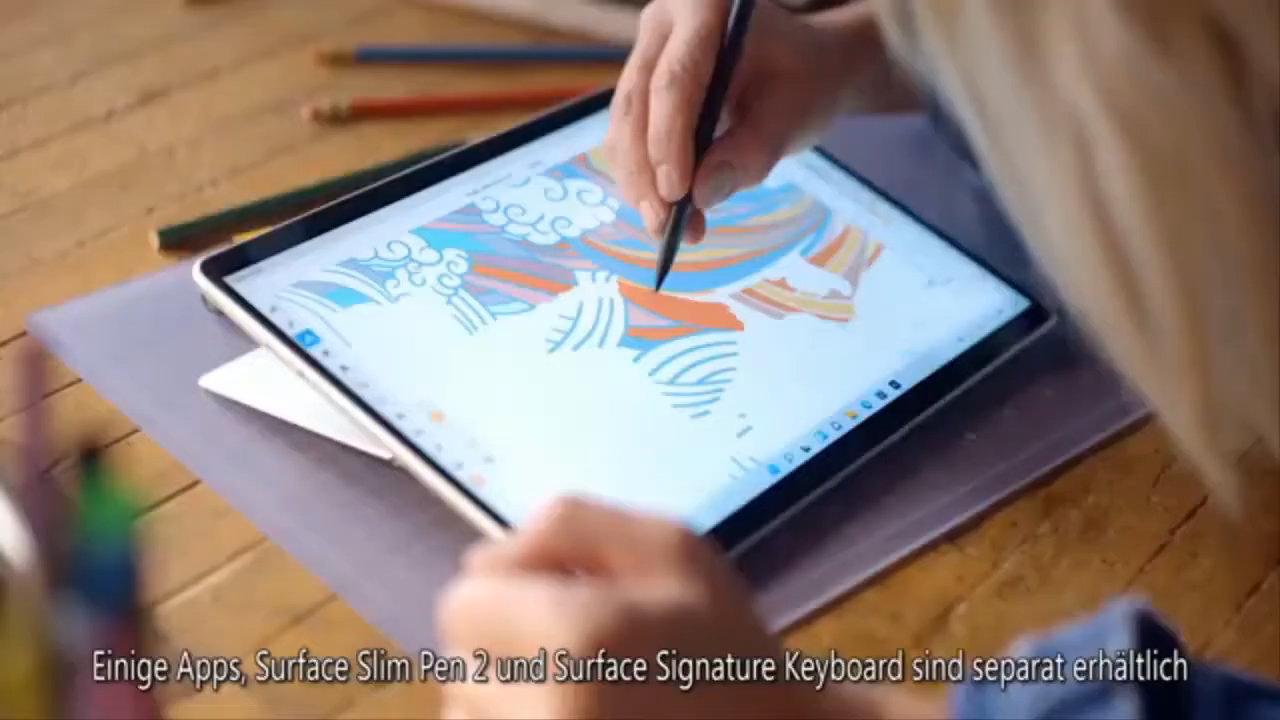 Einige Apps, Surface Slim Pen 2 und Surface Signature Keyboard sind separat erhältlich